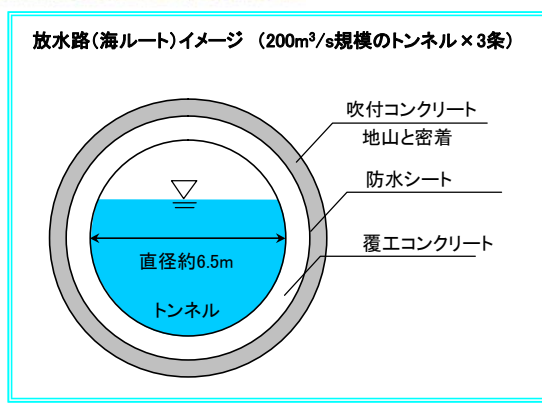 放水路(海ルート)イメージ (200m³/s規模のトンネル×3条)
吹付コンクリート
地山と密着
防水シート
覆工コンクリート
直径約6.5m
トンネル